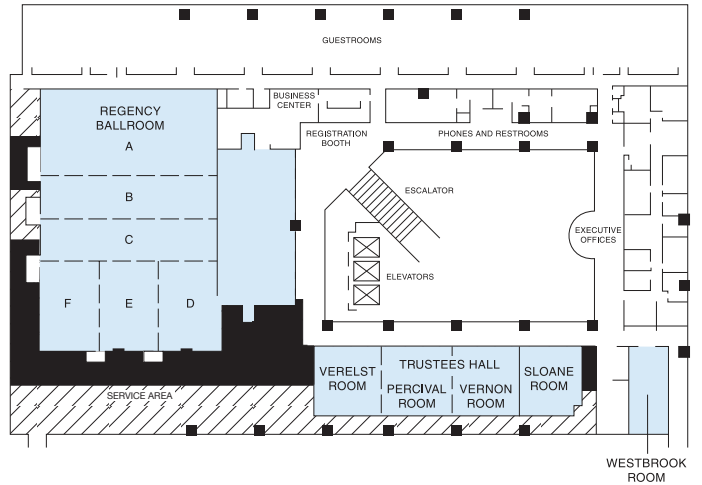 GUESTROOMS
BUSINESS
CENTER
REGENCY
BALLROOM
A
REGISTRATION
BOOTH
PHONES AND RESTROOMS
ESCALATOR
B
C
EXECUTIVE
OFFICES
ELEVATORS
F
E
D
VERELST
ROOM
TRUSTEES HALL
PERCIVAL
ROOM
VERNON
ROOM
SLOANE
ROOM
SERVICE AREA
WESTBROOK
ROOM